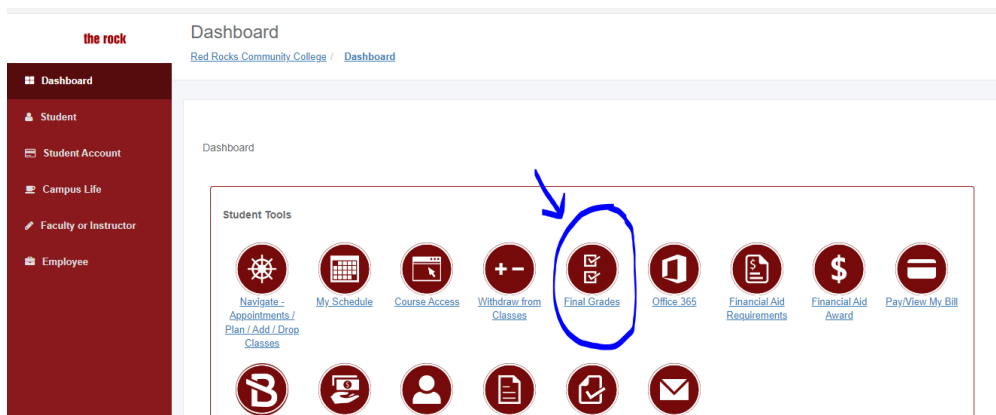 the rock
Dashboard
Red Rocks Community College / Dashboard
Dashboard
Student
Student Account
Campus Life
Faculty or Instructor
Employee
Dashboard
Student Tools
Navigate -
Appointments /
Plan / Add / Drop
Classes
My Schedule
Course Access
Withdraw from
Classes
Final Grades
Office 365
Financial Aid
Requirements
Financial Aid
Award
Pay/View My Bill